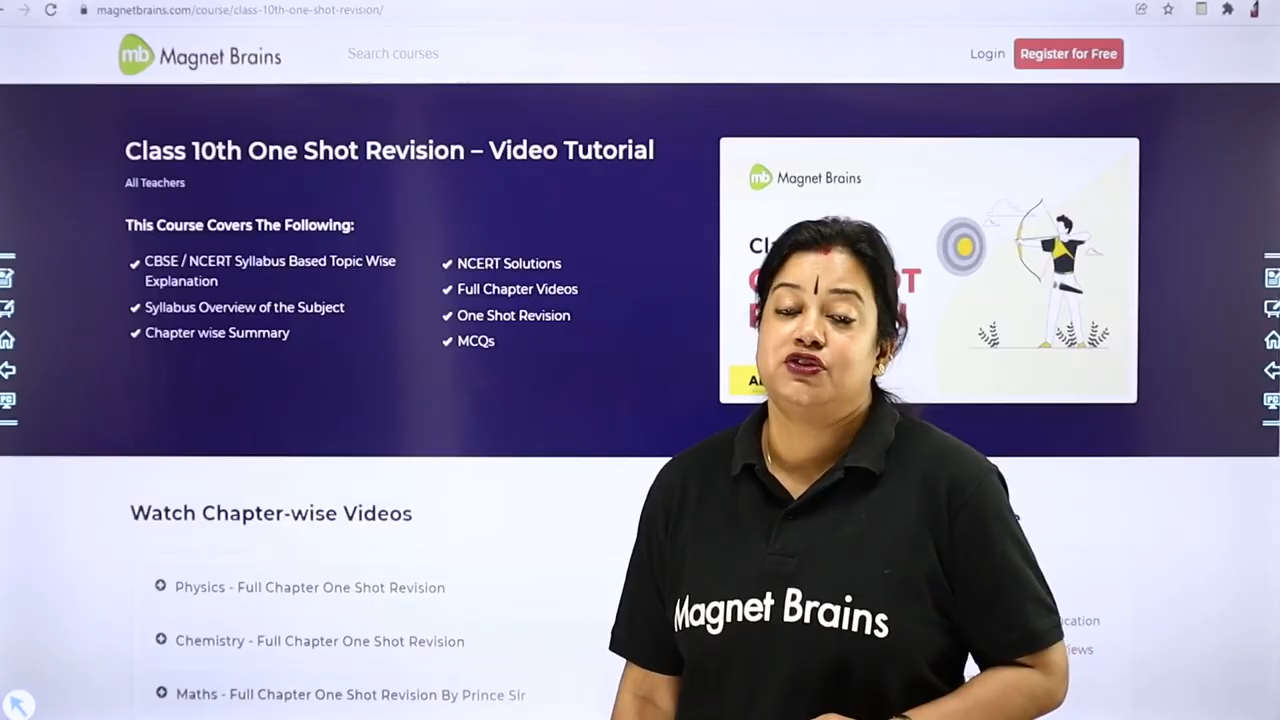 magnetbrains.com/course/class-10th-one-shot-revision/
mb Magnet Brains
Search courses
Login
Register for Free
Class 10th One Shot Revision – Video Tutorial
All Teachers
This Course Covers The Following:
CBSE / NCERT Syllabus Based Topic Wise
Explanation
Syllabus Overview of the Subject
Chapter wise Summary
NCERT Solutions
Full Chapter Videos
One Shot Revision
MCQs
mb Magnet Brains
PC
PC
Watch Chapter-wise Videos
Physics - Full Chapter One Shot Revision
Chemistry - Full Chapter One Shot Revision
Maths - Full Chapter One Shot Revision By Prince Sir
Magnet Brains